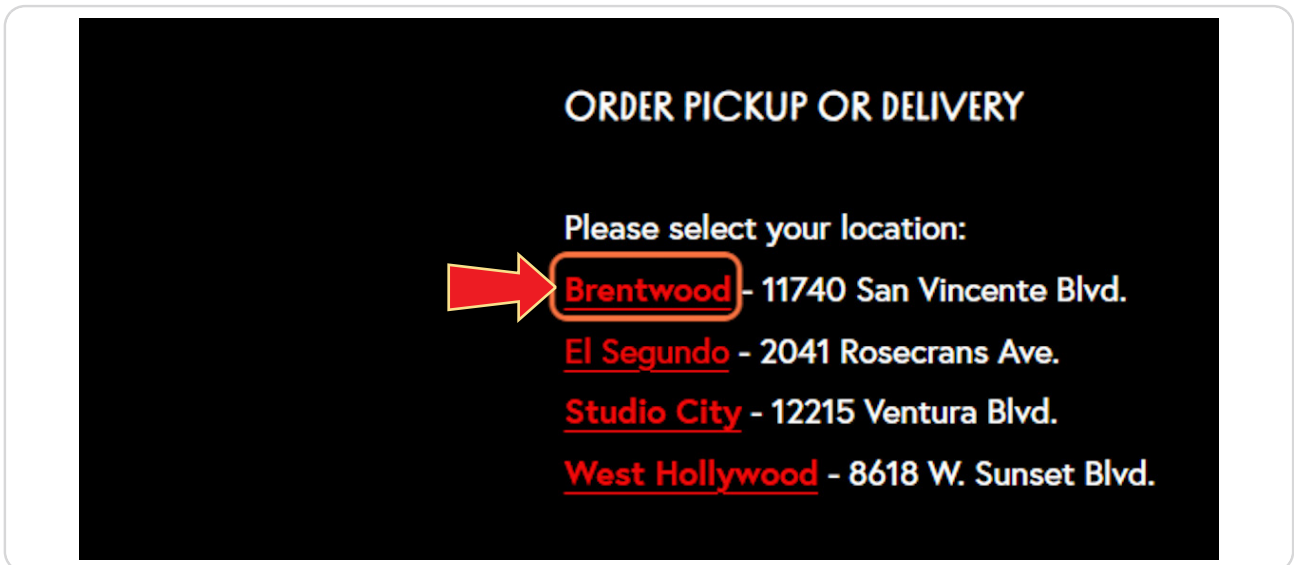 ORDER PICKUP OR DELIVERY
Please select your location:
Brentwood - 11740 San Vincente Blvd.
El Segundo - 2041 Rosecrans Ave.
Studio City - 12215 Ventura Blvd.
West Hollywood - 8618 W. Sunset Blvd.